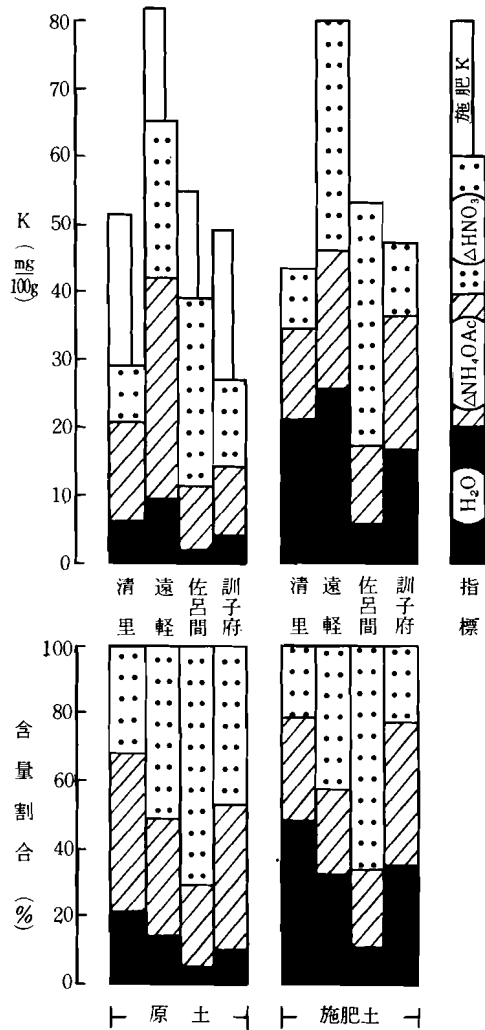 80
70
60
50
40
30
20
10
0
K (mg/100g)
施肥K
ΔHNO₃
ΔNH₄OAc
H₂O
清里
遠軽
佐呂間
訓子府
清里
遠軽
佐呂間
訓子府
指標
100
80
60
40
20
0
含量割合 (%)
原土
施肥土